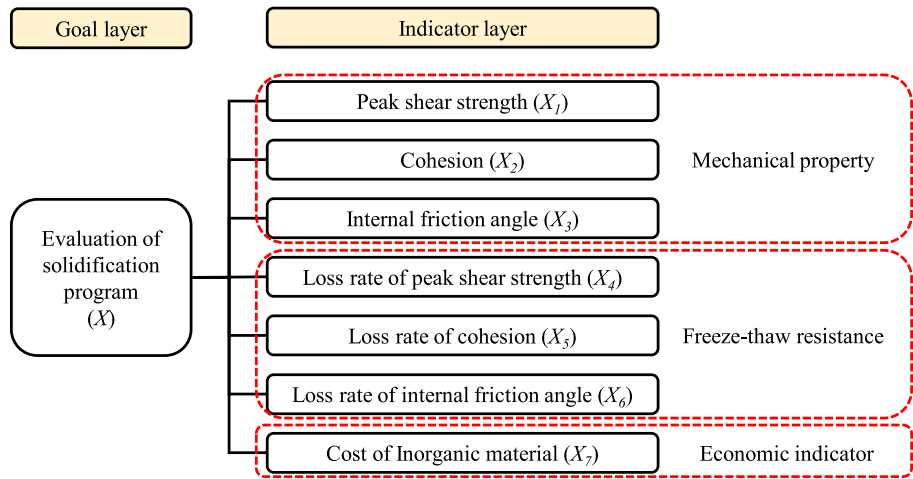 Goal layer
Indicator layer
Peak shear strength (X1)
Cohesion (X2)
Mechanical property
Internal friction angle (X3)
Evaluation of
solidification
program
(X)
Loss rate of peak shear strength (X4)
Loss rate of cohesion (X5)
Freeze-thaw resistance
Loss rate of internal friction angle (X6)
Cost of Inorganic material (X7)
Economic indicator